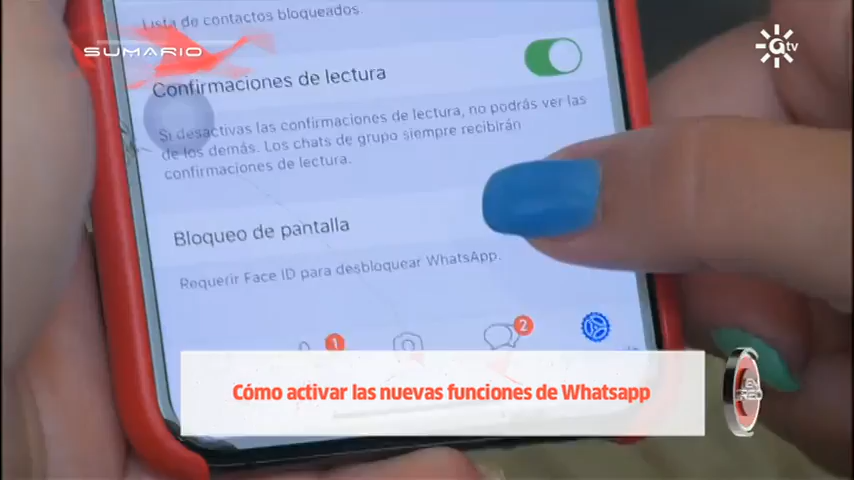 Lista de contactos bloqueados.
SUMARIO
tv
Confirmaciones de lectura
Si desactivas las confirmaciones de lectura, no podrás ver las
de los demás. Los chats de grupo siempre recibirán
confirmaciones de lectura.
Bloqueo de pantalla
Requerir Face ID para desbloquear WhatsApp.
1
2
Cómo activar las nuevas funciones de Whatsapp
EN
RED